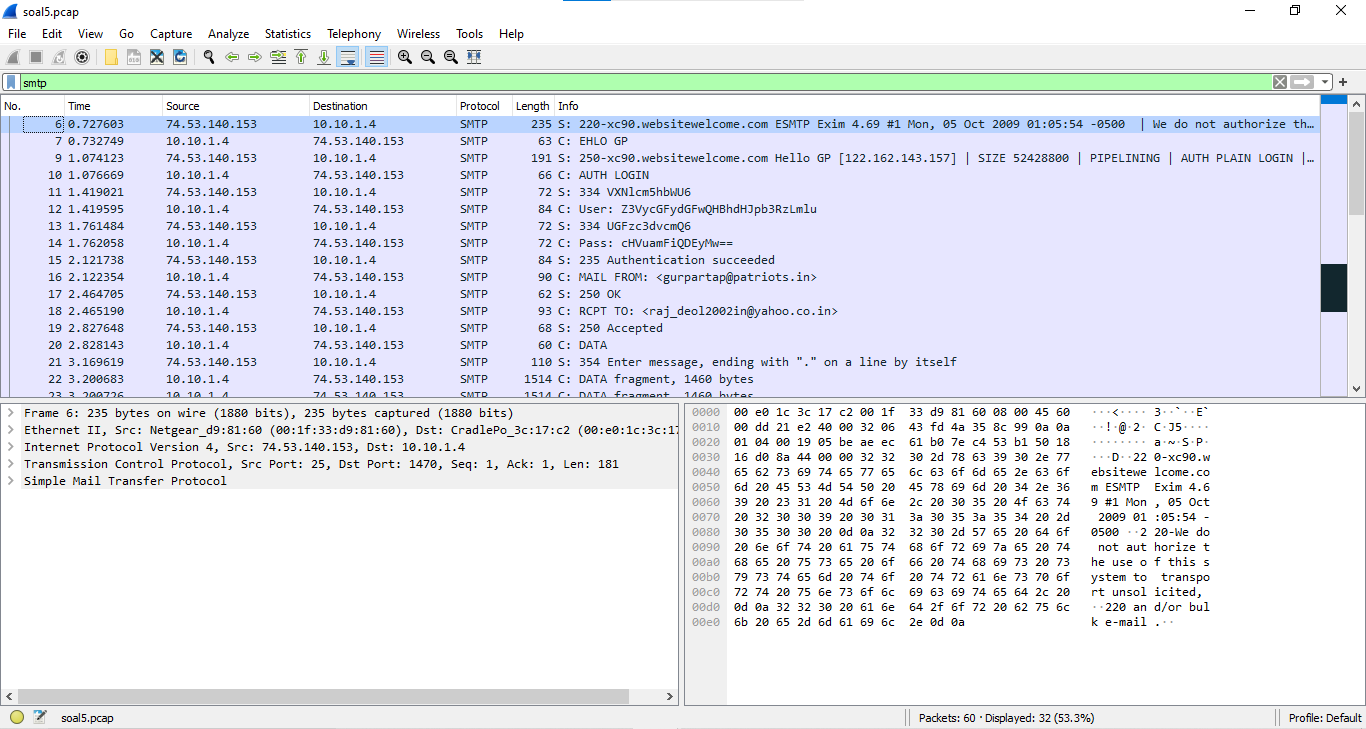 soal5.pcap
File Edit View Go Capture Analyze Statistics Telephony Wireless Tools Help
smtp
No. Time Source Destination Protocol Length Info
6 0.727603 74.53.140.153 10.10.1.4 SMTP 235 S: 220-xc90.websitewelcome.com ESMTP Exim 4.69 #1 Mon, 05 Oct 2009 01:05:54 -0500 | We do not authorize th…
7 0.732749 10.10.1.4 74.53.140.153 SMTP 63 C: EHLO GP
9 1.074123 74.53.140.153 10.10.1.4 SMTP 191 S: 250-xc90.websitewelcome.com Hello GP [122.162.143.157] | SIZE 52428800 | PIPELINING | AUTH PLAIN LOGIN |…
10 1.076669 10.10.1.4 74.53.140.153 SMTP 66 C: AUTH LOGIN
11 1.419021 74.53.140.153 10.10.1.4 SMTP 72 S: 334 VXNlcm5hbWU6
12 1.419595 10.10.1.4 74.53.140.153 SMTP 84 C: User: Z3VycGFydGFwQHBhdHJpb3RzLmlu
13 1.761484 74.53.140.153 10.10.1.4 SMTP 72 S: 334 UGFzc3dvcmQ6
14 1.762058 10.10.1.4 74.53.140.153 SMTP 72 C: Pass: cHVuamFiQDEyMw==
15 2.121738 74.53.140.153 10.10.1.4 SMTP 84 S: 235 Authentication succeeded
16 2.122354 10.10.1.4 74.53.140.153 SMTP 90 C: MAIL FROM: <gurpartap@patriots.in>
17 2.464705 74.53.140.153 10.10.1.4 SMTP 62 S: 250 OK
18 2.465190 10.10.1.4 74.53.140.153 SMTP 93 C: RCPT TO: <raj_deol2002in@yahoo.co.in>
19 2.827648 74.53.140.153 10.10.1.4 SMTP 68 S: 250 Accepted
20 2.828143 10.10.1.4 74.53.140.153 SMTP 60 C: DATA
21 3.169619 74.53.140.153 10.10.1.4 SMTP 110 S: 354 Enter message, ending with "." on a line by itself
22 3.200683 10.10.1.4 74.53.140.153 SMTP 1514 C: DATA fragment, 1460 bytes
23 3.200726 10.10.1.4 74.53.140.153 SMTP 1514 C: DATA fragment, 1460 bytes
Frame 6: 235 bytes on wire (1880 bits), 235 bytes captured (1880 bits)
Ethernet II, Src: Netgear_d9:81:60 (00:1f:33:d9:81:60), Dst: CradlePo_3c:17:c2 (00:e0:1c:3c:17
Internet Protocol Version 4, Src: 74.53.140.153, Dst: 10.10.1.4
Transmission Control Protocol, Src Port: 25, Dst Port: 1470, Seq: 1, Ack: 1, Len: 181
Simple Mail Transfer Protocol
0000 00 e0 1c 3c 17 c2 00 1f 33 d9 81 60 08 00 45 60 ···<···· 3··`··E`
0010 00 dd 21 e2 40 00 32 06 43 fd 4a 35 8c 99 0a 0a ··!·@·2· C·J5····
0020 01 04 00 19 05 be ae ec 61 b0 7e c4 53 b1 50 18 ········ a·~·S·P·
0030 16 d0 8a 44 00 00 32 32 30 2d 78 63 39 30 2e 77 ···D··22 0-xc90.w
0040 65 62 73 69 74 65 77 65 6c 63 6f 6d 65 2e 63 6f ebsitewe lcome.co
0050 6d 20 45 53 4d 54 50 20 45 78 69 6d 20 34 2e 36 m ESMTP Exim 4.6
0060 39 20 23 31 20 4d 6f 6e 2c 20 30 35 20 4f 63 74 9 #1 Mon , 05 Oct
0070 20 32 30 30 39 20 30 31 3a 30 35 3a 35 34 20 2d 2009 01 :05:54 -
0080 30 35 30 30 20 0d 0a 32 32 30 2d 57 65 20 64 6f 0500 ··2 20-We do
0090 20 6e 6f 74 20 61 75 74 68 6f 72 69 7a 65 20 74 not aut horize t
00a0 68 65 20 75 73 65 20 6f 66 20 74 68 69 73 20 73 he use o f this s
00b0 79 73 74 65 6d 20 74 6f 20 74 72 61 6e 73 70 6f ystem to transpo
00c0 72 74 20 75 6e 73 6f 6c 69 63 69 74 65 64 2c 20 rt unsol icited,
00d0 0d 0a 32 32 30 20 61 6e 64 2f 6f 72 20 62 75 6c ··220 an d/or bul
00e0 6b 20 65 2d 6d 61 69 6c 2e 0d 0a k e-mail .··
soal5.pcap Packets: 60 · Displayed: 32 (53.3%) Profile: Default